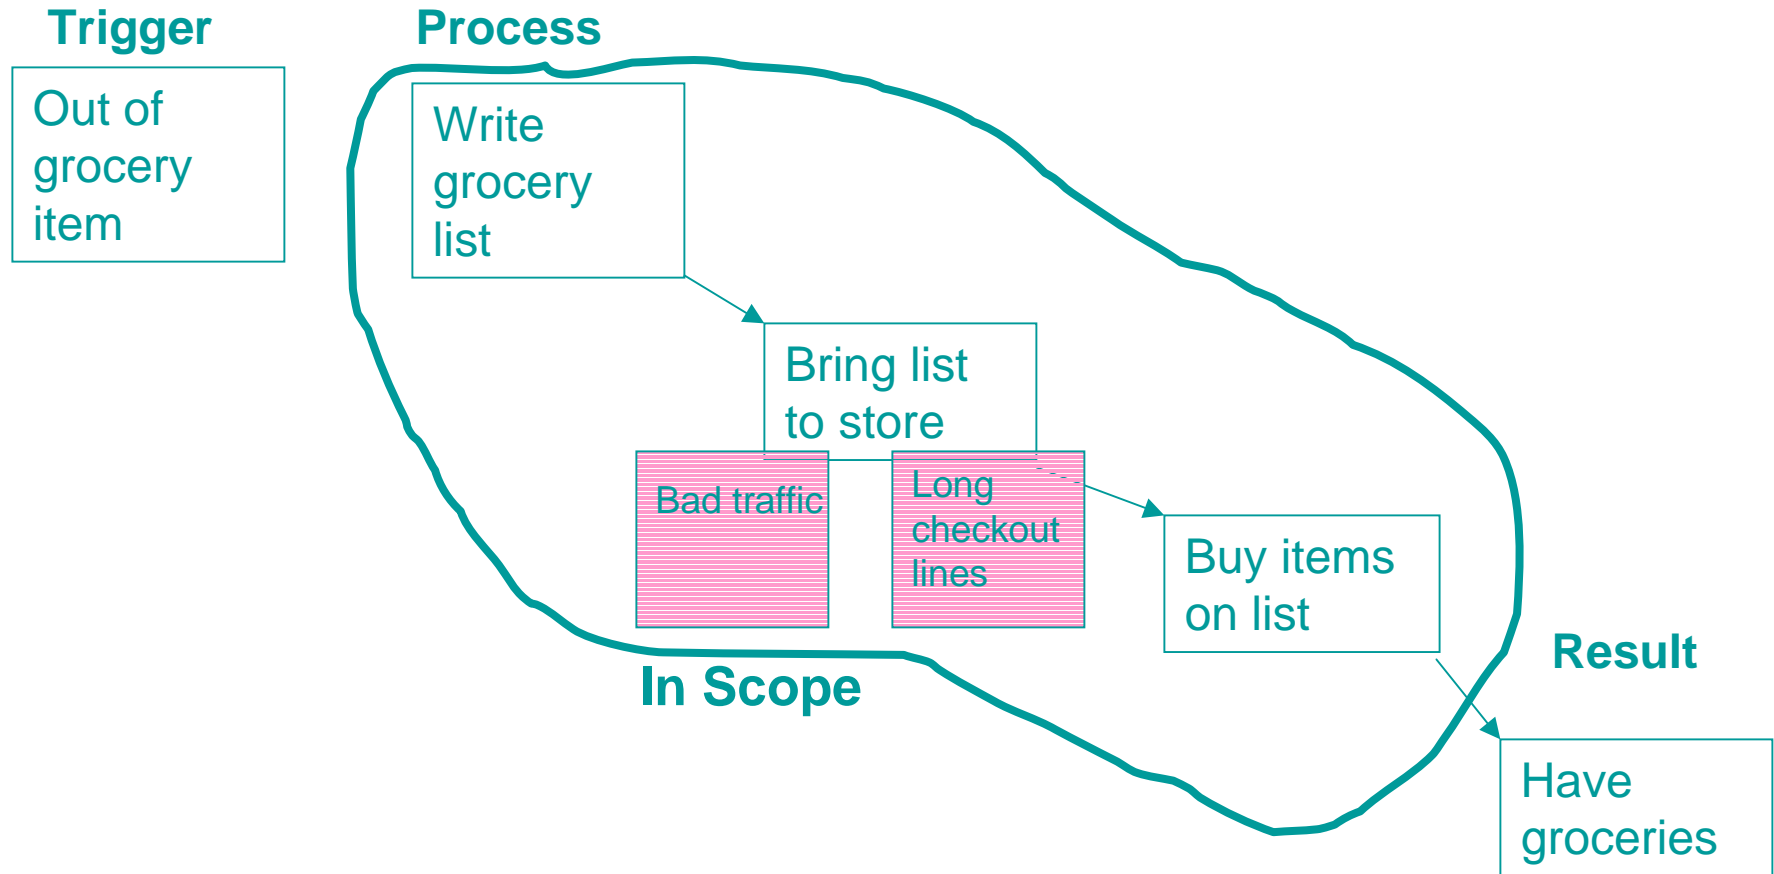 Trigger
Process
Out of
grocery
item
Write
grocery
list
Bring list
to store
Bad traffic
Long
checkout
lines
Buy items
on list
In Scope
Result
Have
groceries